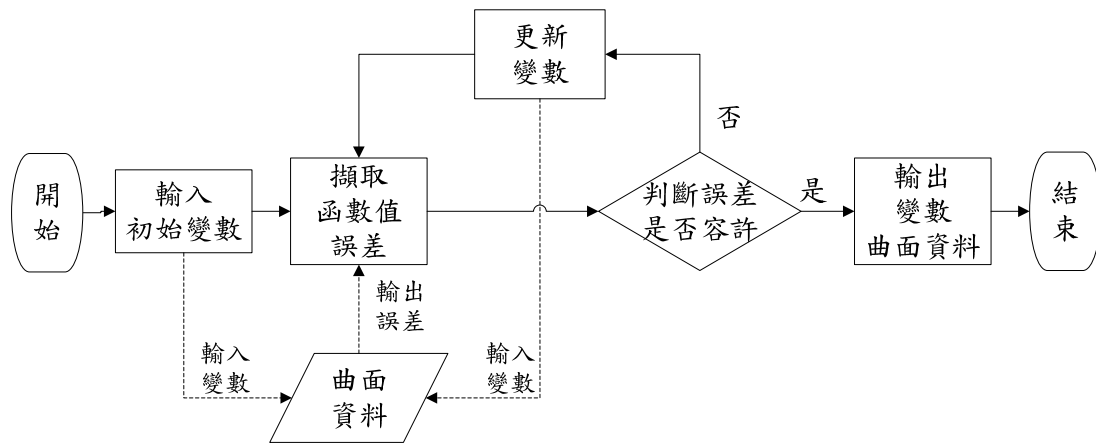 更新
變數
否
開
始
輸入
初始變數
擷取
函數值
誤差
判斷誤差
是否容許
是
輸出
變數
曲面資料
結
束
輸出
誤差
輸入
變數
曲面
資料
輸入
變數